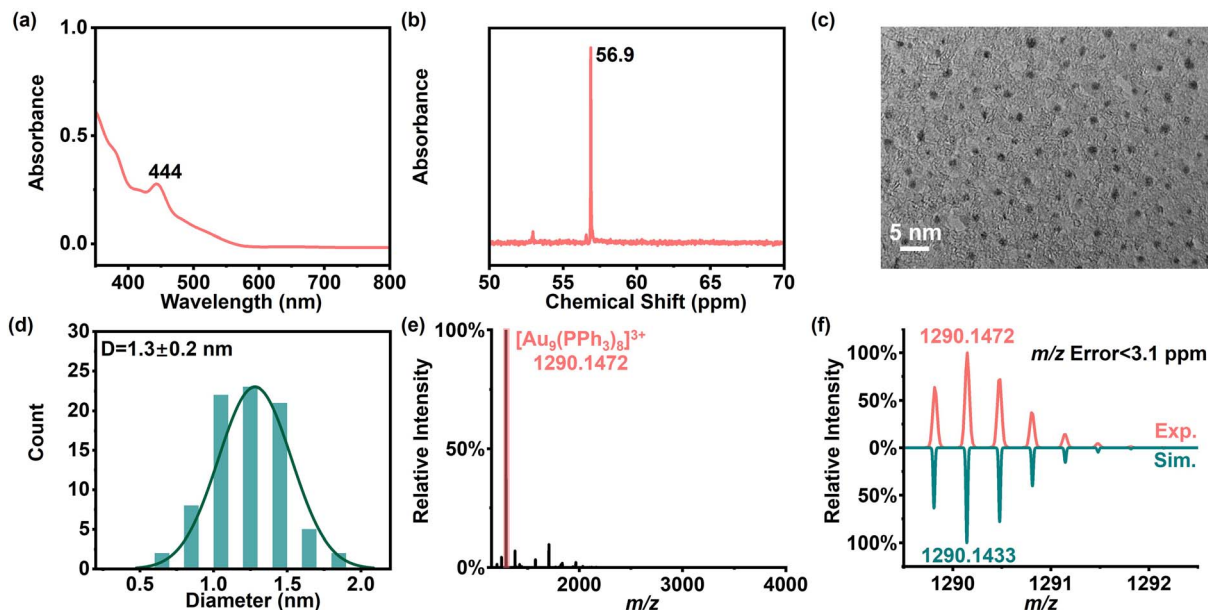 (a)
1.0
0.5
0.0
Absorbance
444
400 500 600 700 800
Wavelength (nm)
(b)
Absorbance
56.9
50 55 60 65 70
Chemical Shift (ppm)
(c)
5 nm
(d)
30
25
20
15
10
5
0
Count
D=1.3±0.2 nm
0.5 1.0 1.5 2.0
Diameter (nm)
(e)
100%
50%
0%
Relative Intensity
[Au₉(PPh₃)₈]³⁺
1290.1472
2000 3000 4000
m/z
(f)
Relative Intensity
100%
50%
0%
50%
100%
1290.1472
m/z Error<3.1 ppm
Exp.
Sim.
1290.1433
1290 1291 1292
m/z